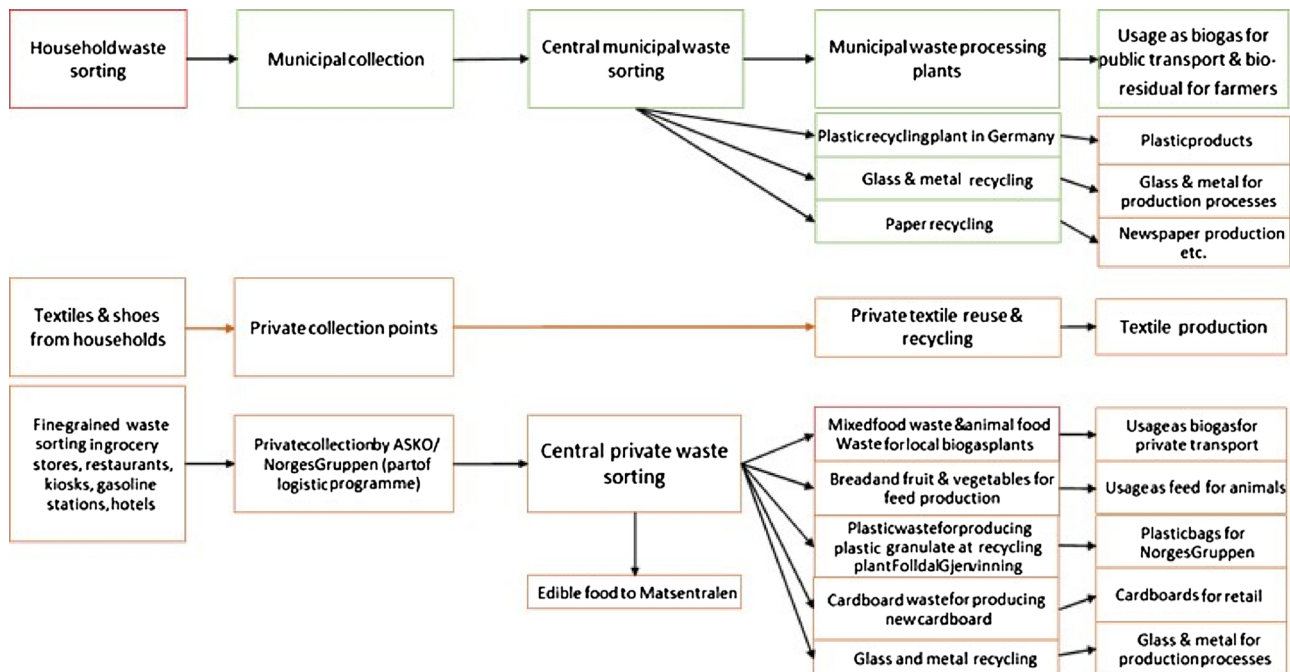 Household waste
sorting
Municipal collection
Central municipal waste
sorting
Municipal waste processing
plants
Usage as biogas for
public transport & bio-
residual for farmers
Plastic recycling plant in Germany
Plastic products
Glass & metal recycling
Glass & metal for
production processes
Paper recycling
Newspaper production
etc.
Textiles & shoes
from households
Private collection points
Private textile reuse &
recycling
Textile production
Fine-grained waste
sorting in grocery
stores, restaurants,
kiosks, gasoline
stations, hotels
Private collection by ASKO/
NorgesGruppen (part of
logistic programme)
Central private waste
sorting
Edible food to Matsentralen
Mixed food waste & animal food
Waste for local biogas plants
Usage as biogas for
private transport
Bread and fruit & vegetables for
feed production
Usage as feed for animals
Plastic waste for producing
plastic granulate at recycling
plant Folldal Gjenvinning
Plastic bags for
NorgesGruppen
Cardboard waste for producing
new cardboard
Cardboards for retail
Glass and metal recycling
Glass & metal for
production processes